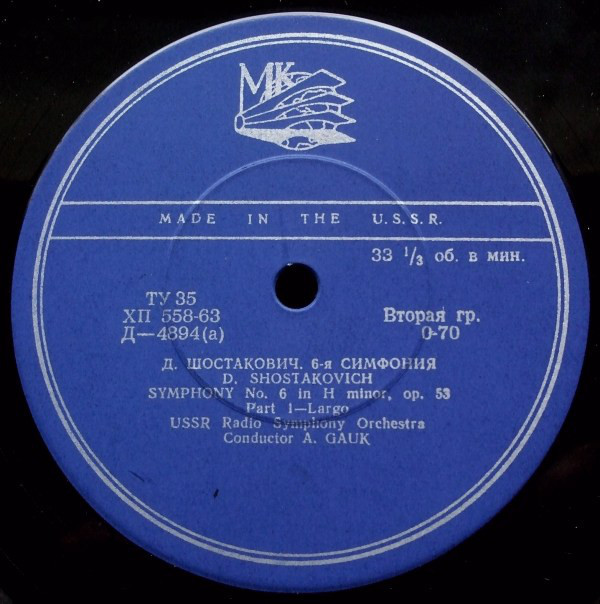 МК
MADE IN THE U.S.S.R.
33 1/3 об. в мин.
ТУ 35
ХП 558-63
Д—4894(а)
Вторая гр.
0-70
Д. ШОСТАКОВИЧ. 6-я СИМФОНИЯ
D. SHOSTAKOVICH
SYMPHONY No. 6 in H minor, op. 53
Part 1—Largo
USSR Radio Symphony Orchestra
Conductor A. GAUK